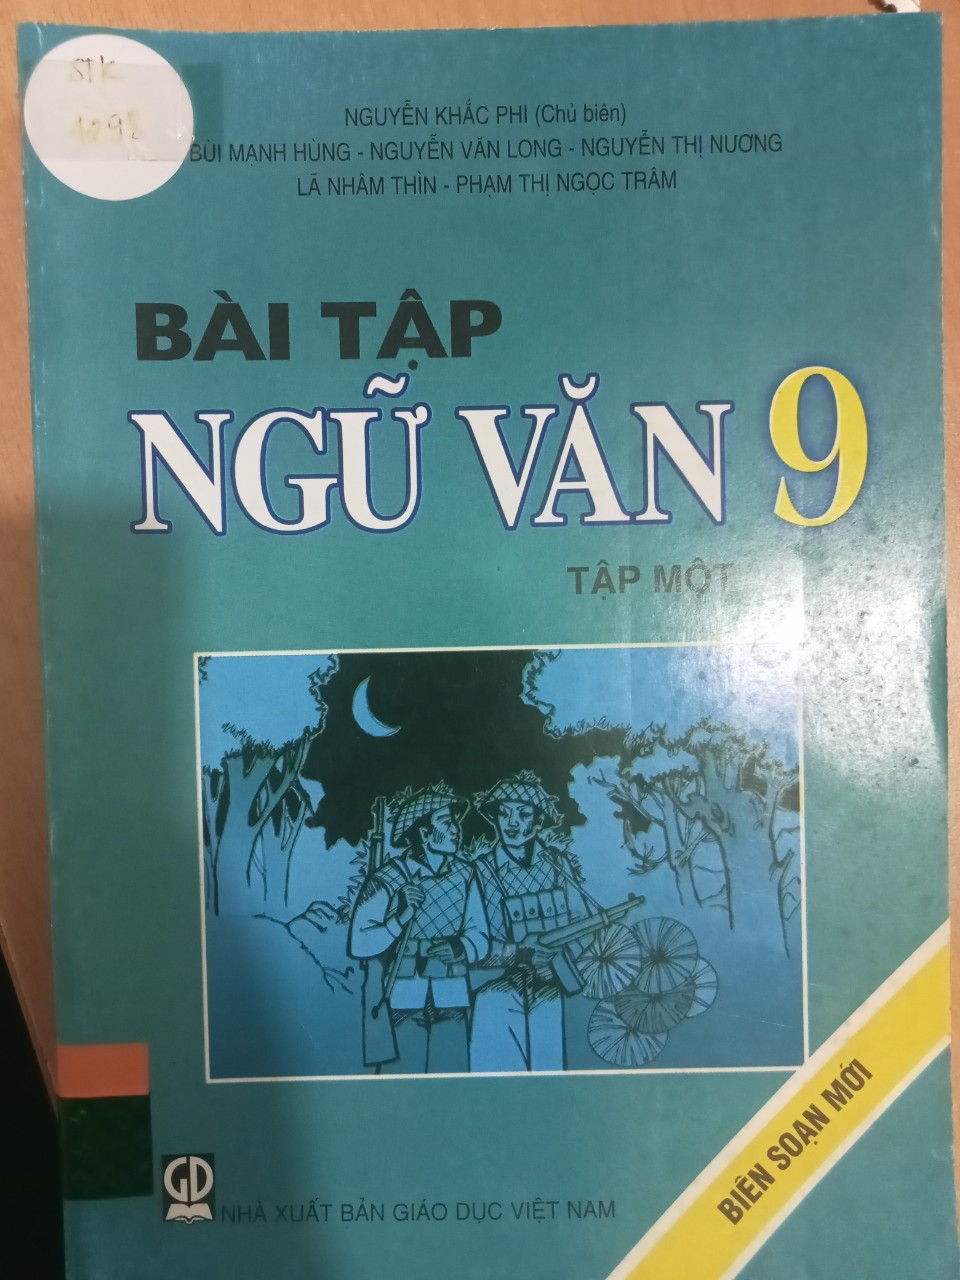 STK
1298
NGUYỄN KHẮC PHI (Chủ biên)
BÙI MẠNH HÙNG - NGUYỄN VĂN LONG - NGUYỄN THỊ NƯƠNG
LÃ NHÂM THÌN - PHẠM THỊ NGỌC TRÂM
BÀI TẬP
NGỮ VĂN 9
TẬP MỘT
BIÊN SOẠN MỚI
GD
NHÀ XUẤT BẢN GIÁO DỤC VIỆT NAM